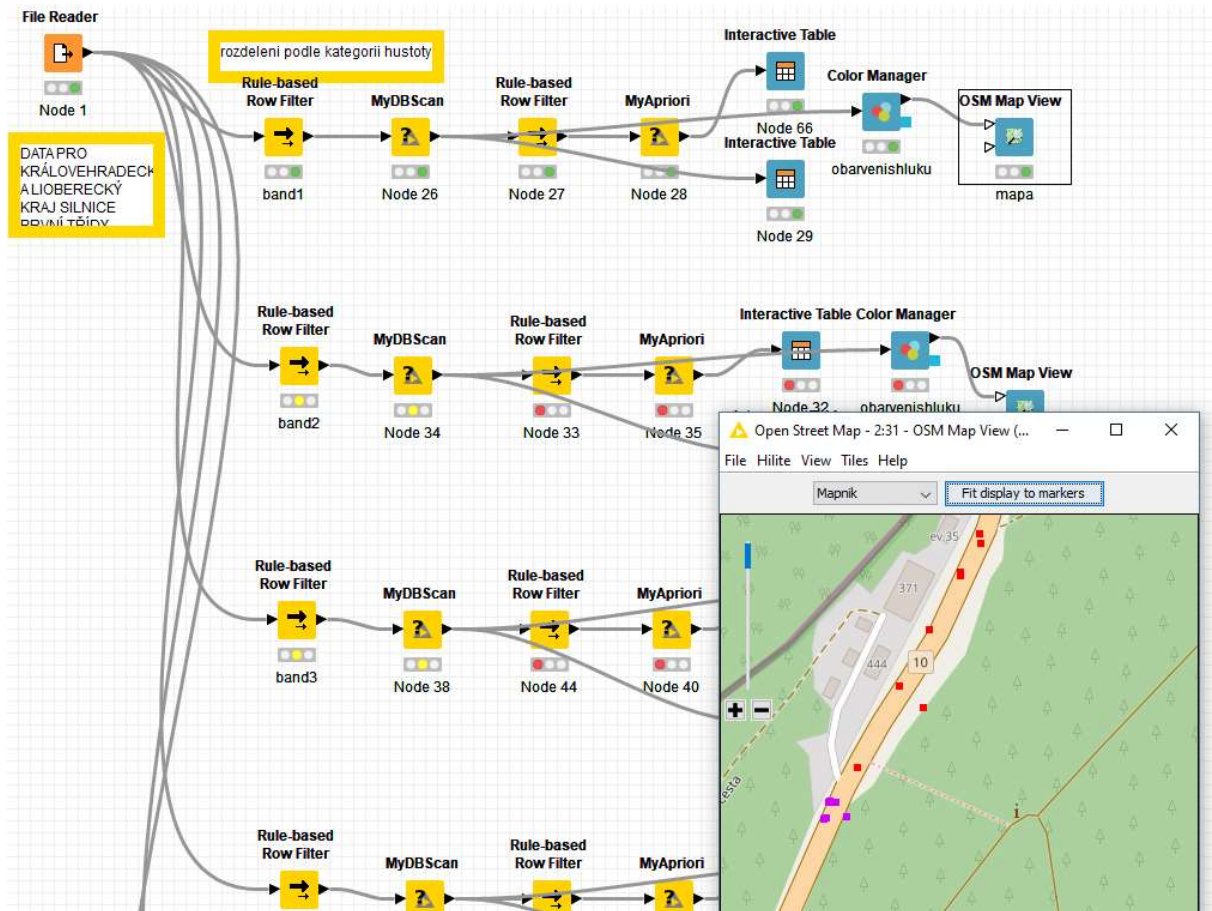 File Reader
Node 1
rozdeleni podle kategorii hustoty
DATA PRO
KRÁLOVEHRADECK
A LIOBERECKÝ
KRAJ SILNICE
PRVNÍ TŘÍDY
Rule-based
Row Filter
band1
MyDBScan
Node 26
Rule-based
Row Filter
Node 27
MyApriori
Node 28
Interactive Table
Node 66
Interactive Table
Node 29
Color Manager
obarvenishluku
OSM Map View
mapa
Rule-based
Row Filter
band2
MyDBScan
Node 34
Rule-based
Row Filter
Node 33
MyApriori
Node 35
Interactive Table
Node 32
Color Manager
obarvenishluku
OSM Map View
Open Street Map - 2:31 - OSM Map View (...
File Hilite View Tiles Help
Mapnik
Fit display to markers
ev.35
371
444
10
cesta
i
Rule-based
Row Filter
band3
MyDBScan
Node 38
Rule-based
Row Filter
Node 44
MyApriori
Node 40
Rule-based
Row Filter
MyDBScan
Rule-based
Row Filter
MyApriori